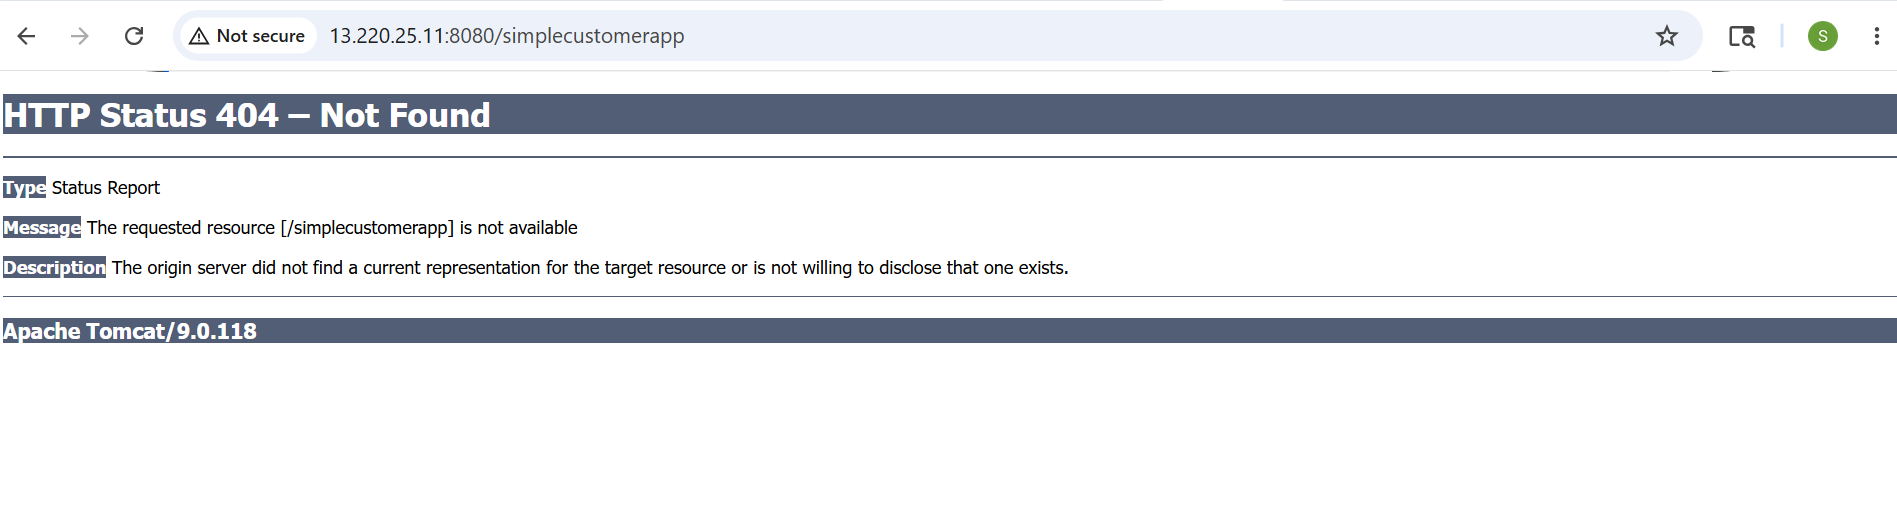 Not secure 13.220.25.11:8080/simplecustomerapp S
HTTP Status 404 – Not Found
Type Status Report
Message The requested resource [/simplecustomerapp] is not available
Description The origin server did not find a current representation for the target resource or is not willing to disclose that one exists.
Apache Tomcat/9.0.118